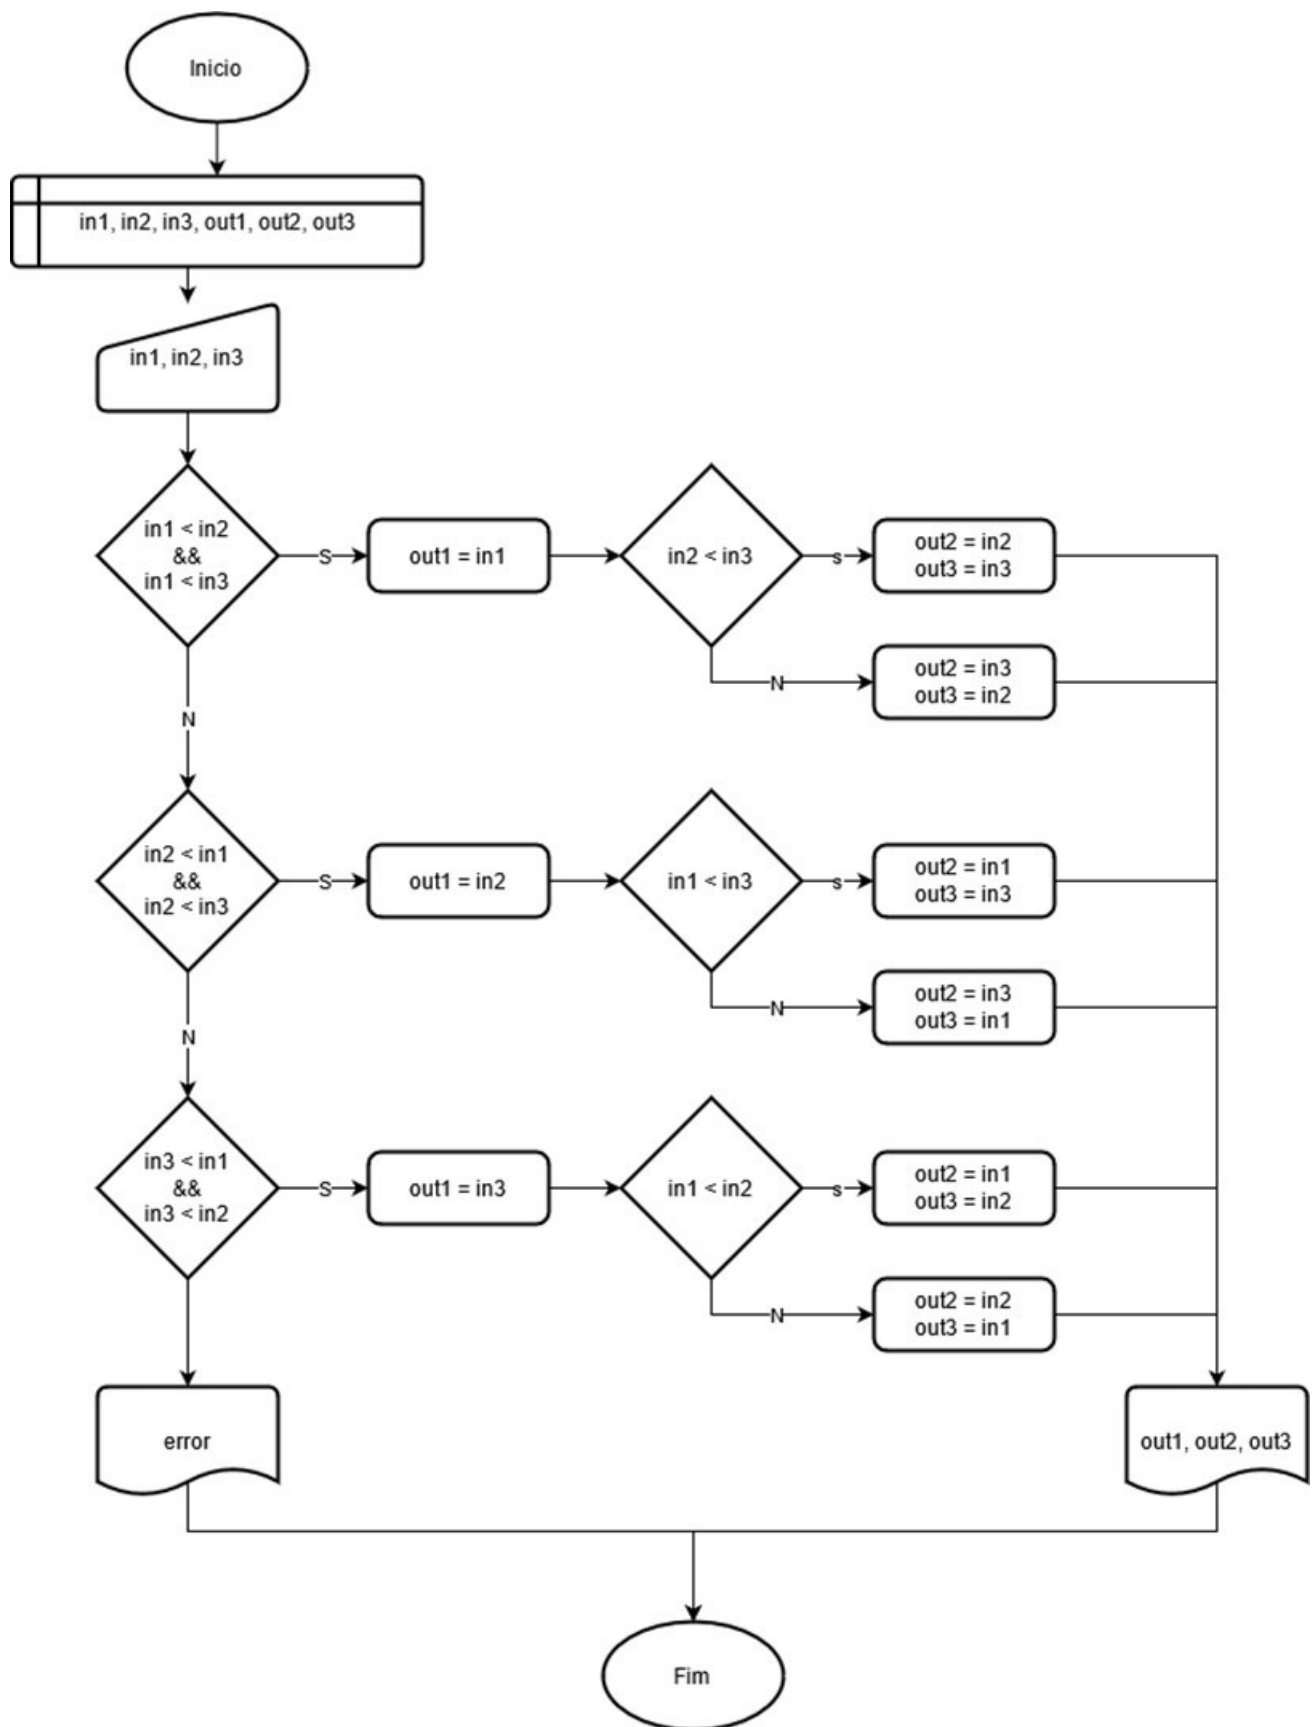 Inicio
in1, in2, in3, out1, out2, out3
in1, in2, in3
in1 < in2
&&
in1 < in3
S
out1 = in1
in2 < in3
s
out2 = in2
out3 = in3
N
out2 = in3
out3 = in2
N
in2 < in1
&&
in2 < in3
S
out1 = in2
in1 < in3
s
out2 = in1
out3 = in3
N
out2 = in3
out3 = in1
N
in3 < in1
&&
in3 < in2
S
out1 = in3
in1 < in2
s
out2 = in1
out3 = in2
N
out2 = in2
out3 = in1
error
out1, out2, out3
Fim